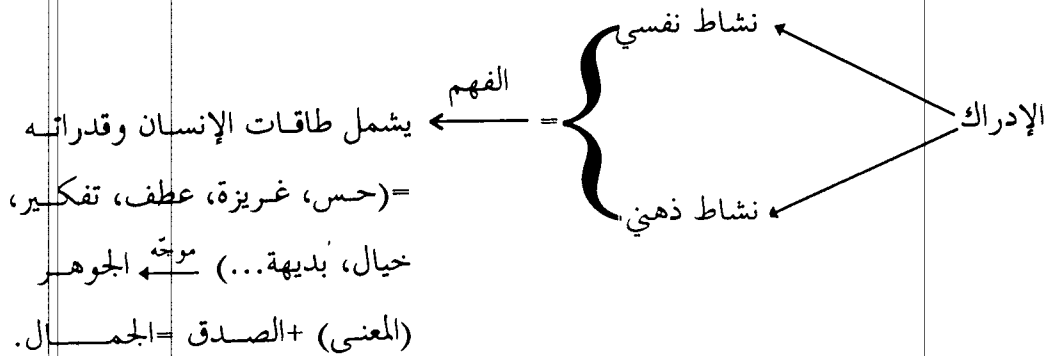 نشاط نفسي
الإدراك
نشاط ذهني
= الفهم
يشمل طاقات الإنسان وقدراته
=(حس، غريزة، عطف، تفكير،
خيال، بديهة...) موجّه الجوهر
(المعنى) +الصدق =الجمال.